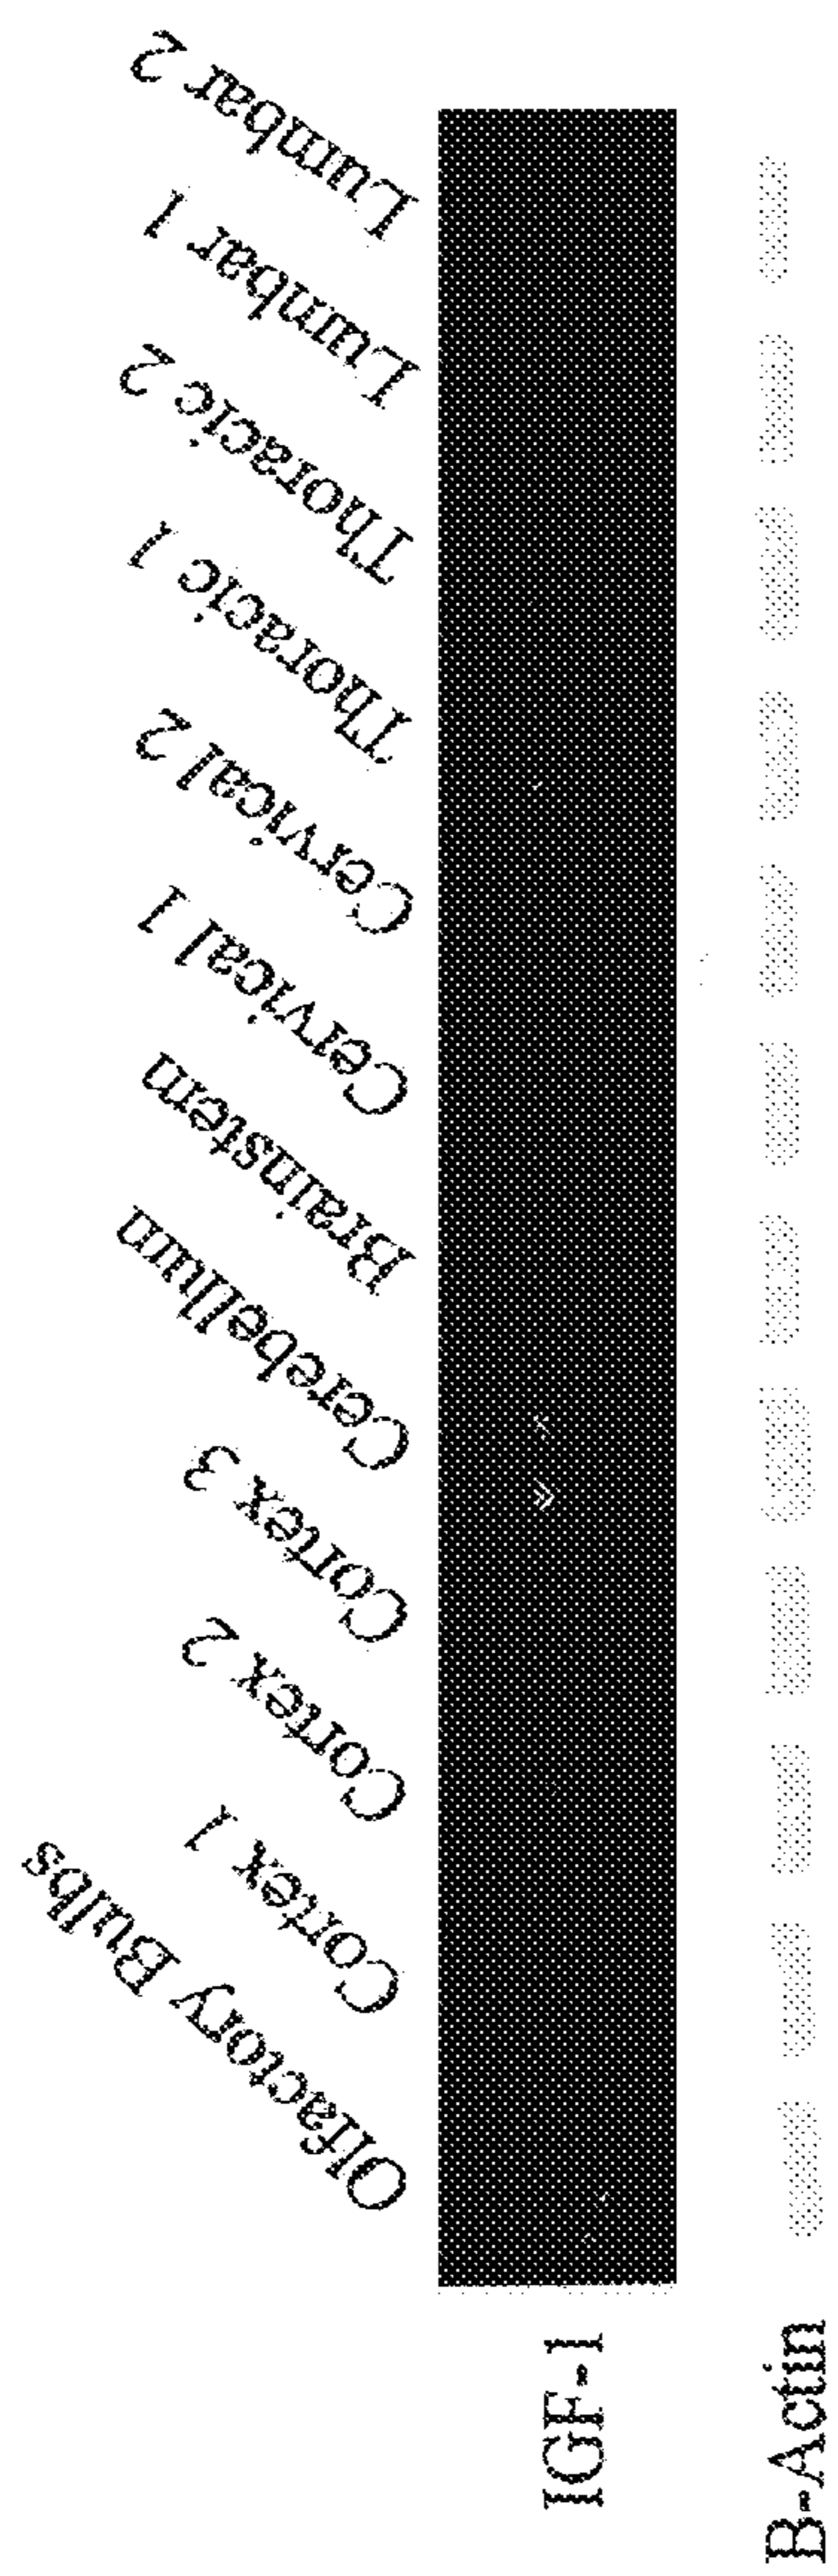 Olfactory Bulbs
Cortex 1
Cortex 2
Cortex 3
Cerebellum
Brainstem
Cervical 1
Cervical 2
Thoracic 1
Thoracic 2
Lumbar 1
Lumbar 2
IGF-1
B-Actin